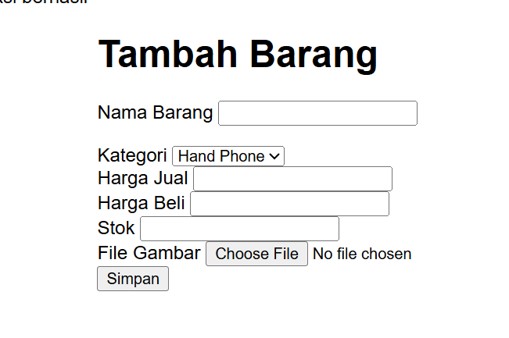 Tambah Barang
Nama Barang
Kategori Hand Phone
Harga Jual
Harga Beli
Stok
File Gambar Choose File No file chosen
Simpan